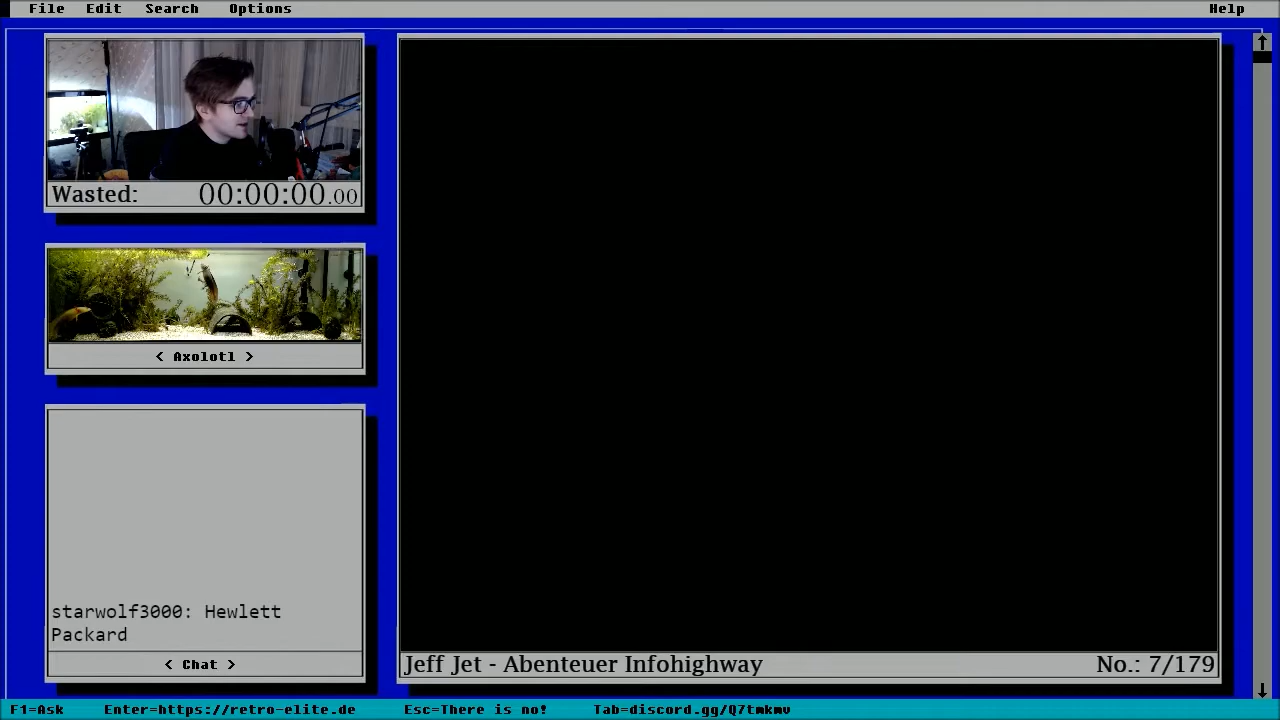 File Edit Search Options Help
Wasted: 00:00:00.00
< Axolotl >
starwolf3000: Hewlett
Packard
< Chat >
Jeff Jet - Abenteuer Infohighway No.: 7/179
F1=Ask Enter=https://retro-elite.de Esc=There is no! Tab=discord.gg/Q7tmkmv